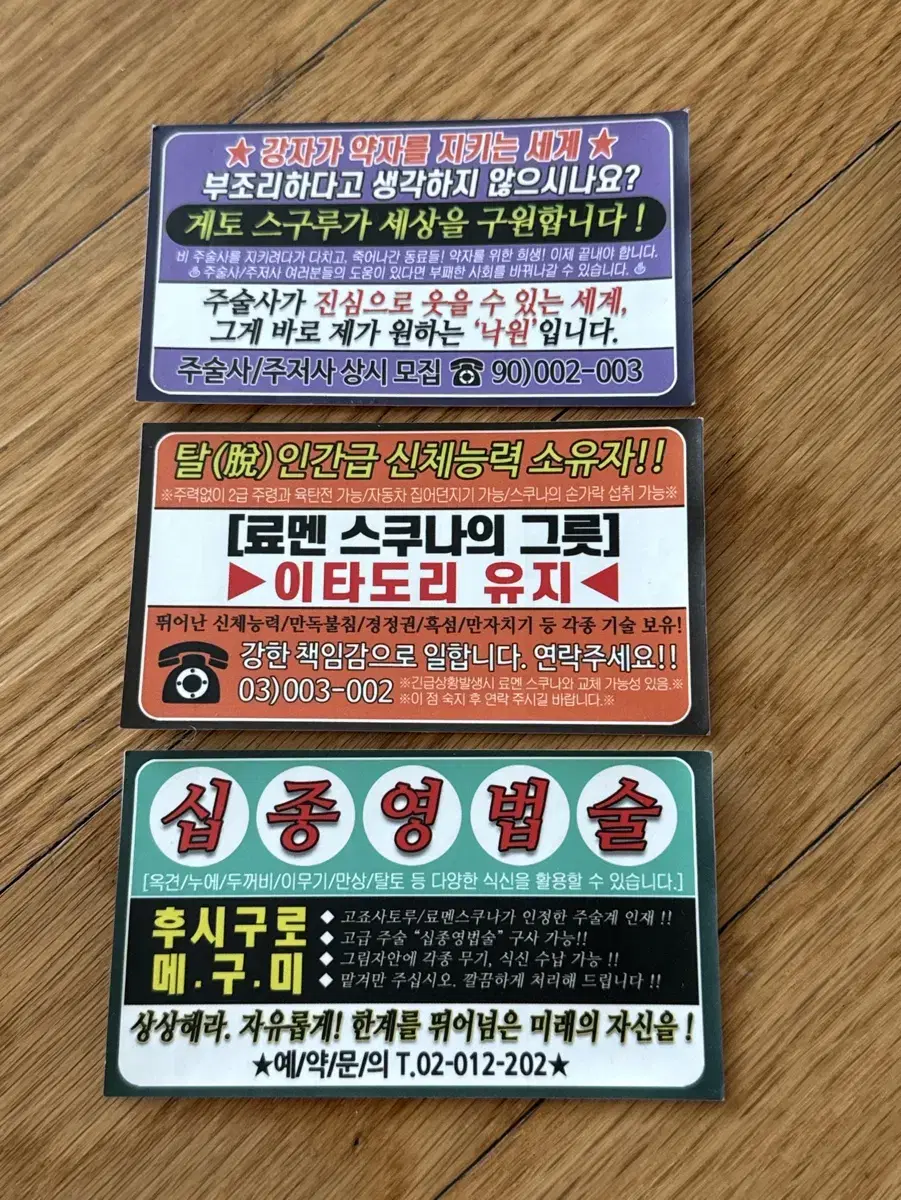 ★ 강자가 약자를 지키는 세계 ★
부조리하다고 생각하지 않으시나요?
게토 스구루가 세상을 구원합니다!
비 주술사를 지키려다가 다치고, 죽어나간 동료들! 약자를 위한 희생! 이제 끝내야 합니다.
♨ 주술사/주저사 여러분들의 도움이 있다면 부패한 사회를 바꿔나갈 수 있습니다. ♨
주술사가 진심으로 웃을 수 있는 세계,
그게 바로 제가 원하는 '낙원'입니다.
주술사/주저사 상시 모집 ☎ 90)002-003
탈(脫)인간급 신체능력 소유자!!
※주력없이 2급 주령과 육탄전 가능/자동차 집어던지기 가능/스쿠나의 손가락 섭취 가능※
[료멘 스쿠나의 그릇]
▶이타도리 유지◀
뛰어난 신체능력/만독불침/경정권/흑섬/만자치기 등 각종 기술 보유!
강한 책임감으로 일합니다. 연락주세요!!
03)003-002 ※긴급상황발생시 료멘 스쿠나와 교체 가능성 있음.※
※이 점 숙지 후 연락 주시길 바랍니다.※
십종영법술
[옥견/누에/두꺼비/이무기/만상/탈토 등 다양한 식신을 활용할 수 있습니다.]
후시구로
메.구.미
◆ 고죠사토루/료멘스쿠나가 인정한 주술계 인재 !!
◆ 고급 주술 "십종영법술" 구사 가능!!
◆ 그림자안에 각종 무기, 식신 수납 가능 !!
◆ 맡겨만 주십시오. 깔끔하게 처리해 드립니다 !!
상상해라. 자유롭게! 한계를 뛰어넘은 미래의 자신을!
★예/약/문/의 T.02-012-202★